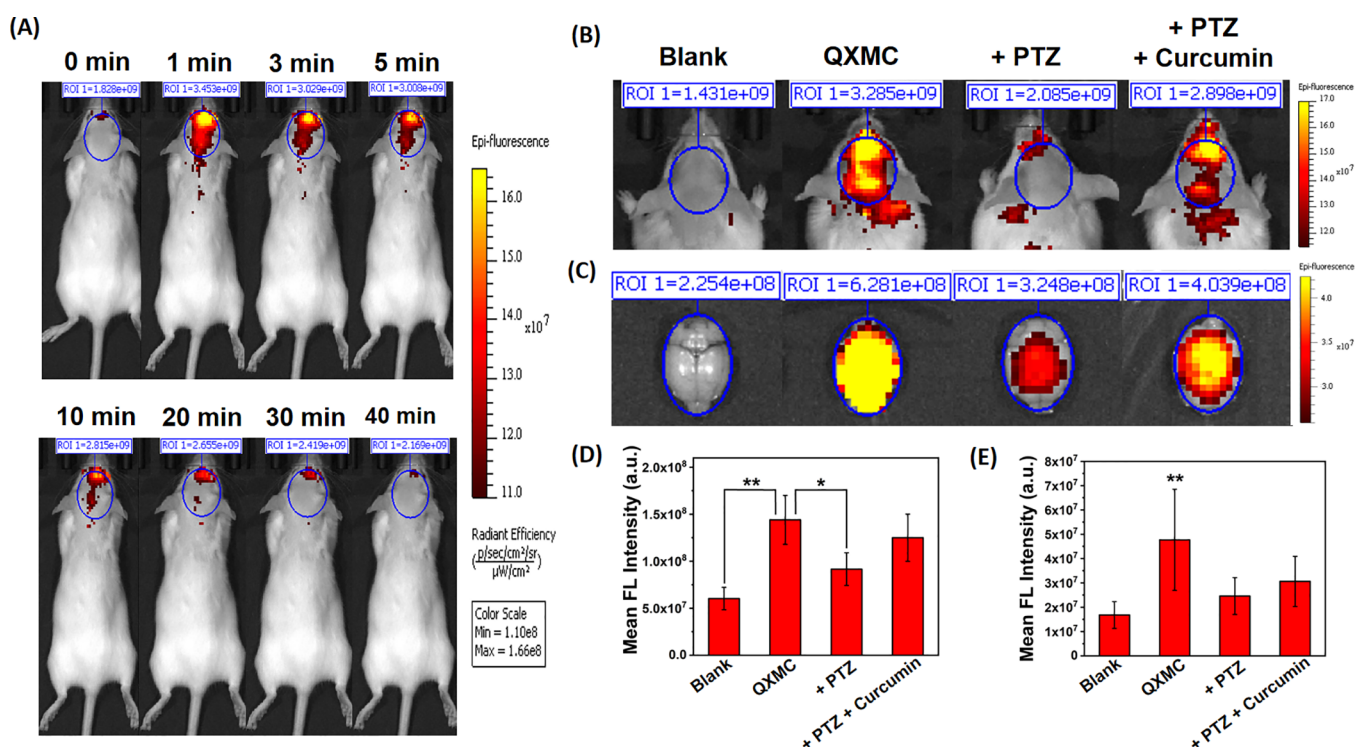 (A)
0 min
1 min
3 min
5 min
ROI 1=1.828e+09
ROI 1=3.453e+09
ROI 1=3.029e+09
ROI 1=3.008e+09
10 min
20 min
30 min
40 min
ROI 1=2.815e+09
ROI 1=2.655e+09
ROI 1=2.419e+09
ROI 1=2.169e+09
Epi-fluorescence
16.0
15.0
14.0
x10⁷
13.0
12.0
11.0
Radiant Efficiency
(p/sec/cm²/sr
µW/cm²)
Color Scale
Min = 1.10e8
Max = 1.66e8
(B)
Blank
QXMC
+ PTZ
+ PTZ
+ Curcumin
ROI 1=1.431e+09
ROI 1=3.285e+09
ROI 1=2.085e+09
ROI 1=2.898e+09
Epi-fluorescence
17.0
16.0
15.0
14.0
x10⁷
13.0
12.0
(C)
ROI 1=2.254e+08
ROI 1=6.281e+08
ROI 1=3.248e+08
ROI 1=4.039e+08
Epi-fluorescence
4.0
3.5
x10⁷
3.0
(D)
Mean FL Intensity (a.u.)
2.0x10⁸
1.5x10⁸
1.0x10⁸
5.0x10⁷
0.0
**
*
Blank
QXMC
+ PTZ
+ PTZ + Curcumin
(E)
Mean FL Intensity (a.u.)
8x10⁷
7x10⁷
6x10⁷
5x10⁷
4x10⁷
3x10⁷
2x10⁷
1x10⁷
0
**
Blank
QXMC
+ PTZ
+ PTZ + Curcumin